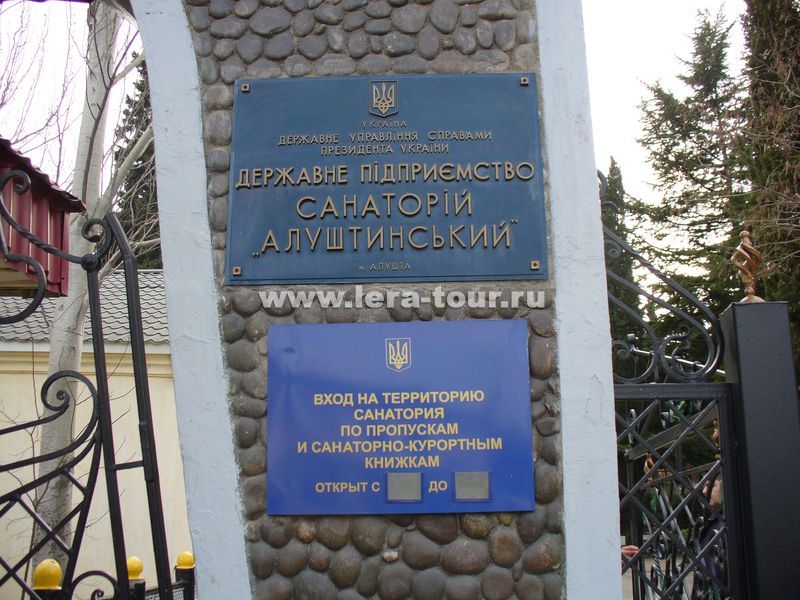 УКРАЇНА
ДЕРЖАВНЕ УПРАВЛІННЯ СПРАВАМИ
ПРЕЗИДЕНТА УКРАЇНИ
ДЕРЖАВНЕ ПІДПРИЄМСТВО
САНАТОРІЙ
„АЛУШТИНСЬКИЙ"
М. АЛУШТА
www.lera-tour.ru
ВХОД НА ТЕРРИТОРИЮ
САНАТОРИЯ
ПО ПРОПУСКАМ
И САНАТОРНО-КУРОРТНЫМ
КНИЖКАМ
ОТКРЫТ С ДО